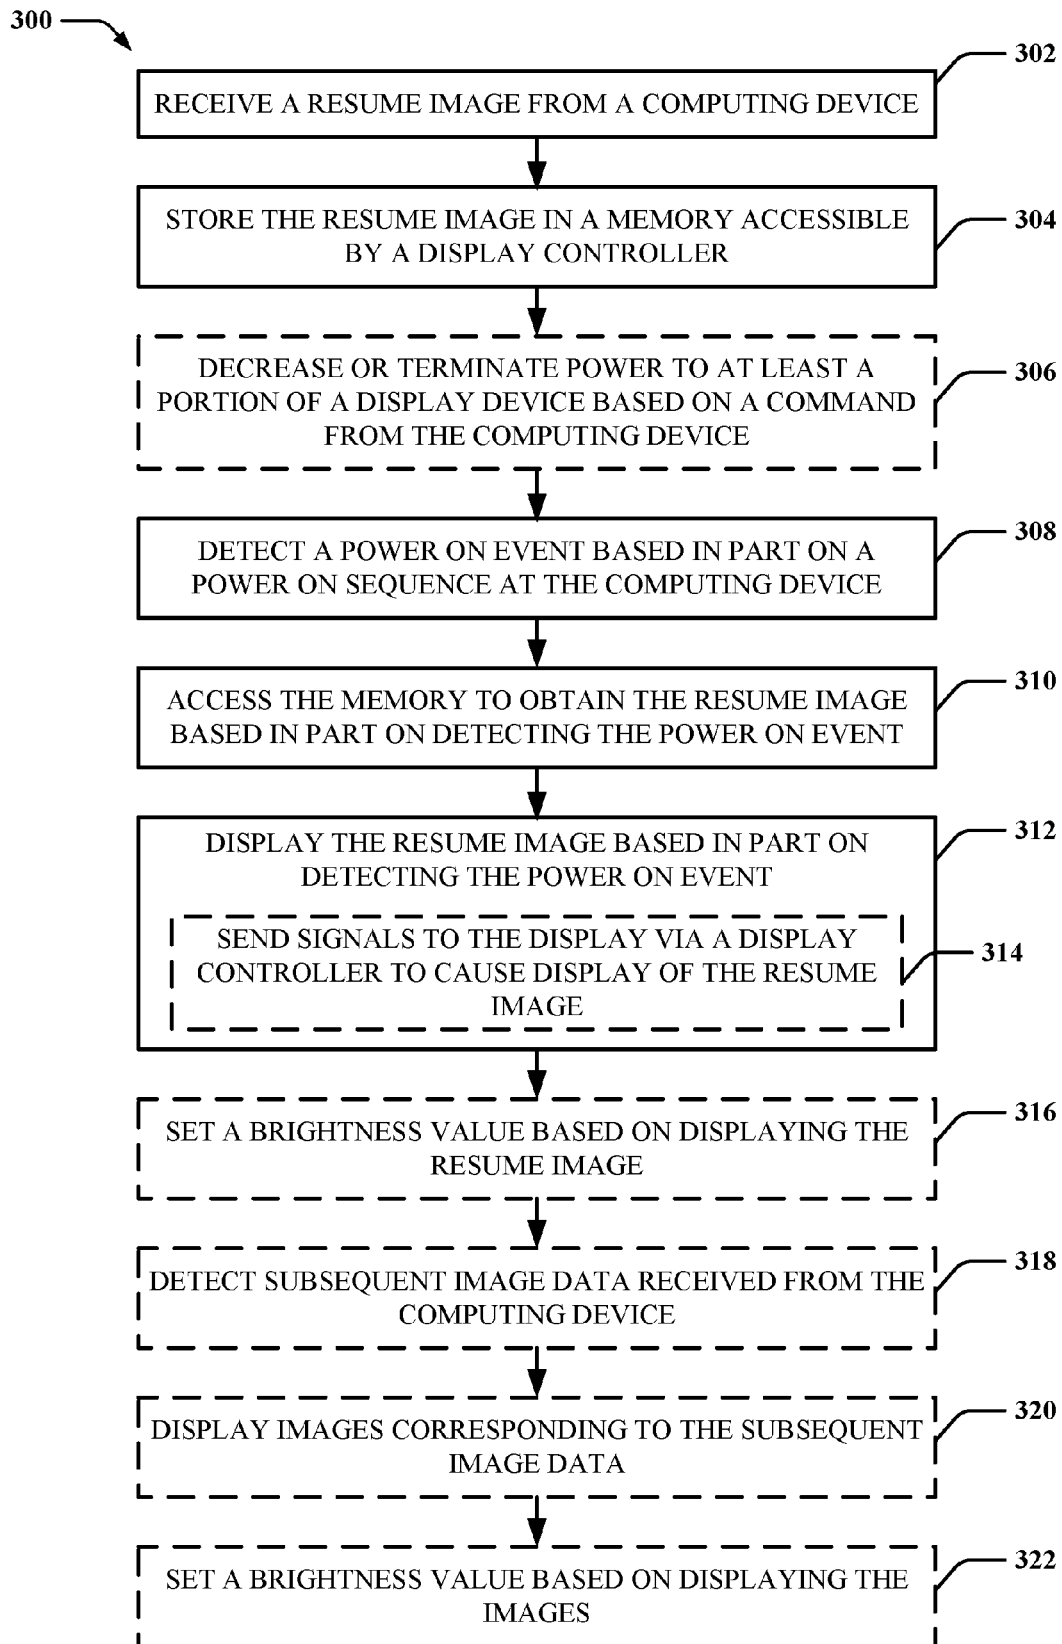 300
302
RECEIVE A RESUME IMAGE FROM A COMPUTING DEVICE
304
STORE THE RESUME IMAGE IN A MEMORY ACCESSIBLE
BY A DISPLAY CONTROLLER
306
DECREASE OR TERMINATE POWER TO AT LEAST A
PORTION OF A DISPLAY DEVICE BASED ON A COMMAND
FROM THE COMPUTING DEVICE
308
DETECT A POWER ON EVENT BASED IN PART ON A
POWER ON SEQUENCE AT THE COMPUTING DEVICE
310
ACCESS THE MEMORY TO OBTAIN THE RESUME IMAGE
BASED IN PART ON DETECTING THE POWER ON EVENT
312
DISPLAY THE RESUME IMAGE BASED IN PART ON
DETECTING THE POWER ON EVENT
314
SEND SIGNALS TO THE DISPLAY VIA A DISPLAY
CONTROLLER TO CAUSE DISPLAY OF THE RESUME
IMAGE
316
SET A BRIGHTNESS VALUE BASED ON DISPLAYING THE
RESUME IMAGE
318
DETECT SUBSEQUENT IMAGE DATA RECEIVED FROM THE
COMPUTING DEVICE
320
DISPLAY IMAGES CORRESPONDING TO THE SUBSEQUENT
IMAGE DATA
322
SET A BRIGHTNESS VALUE BASED ON DISPLAYING THE
IMAGES